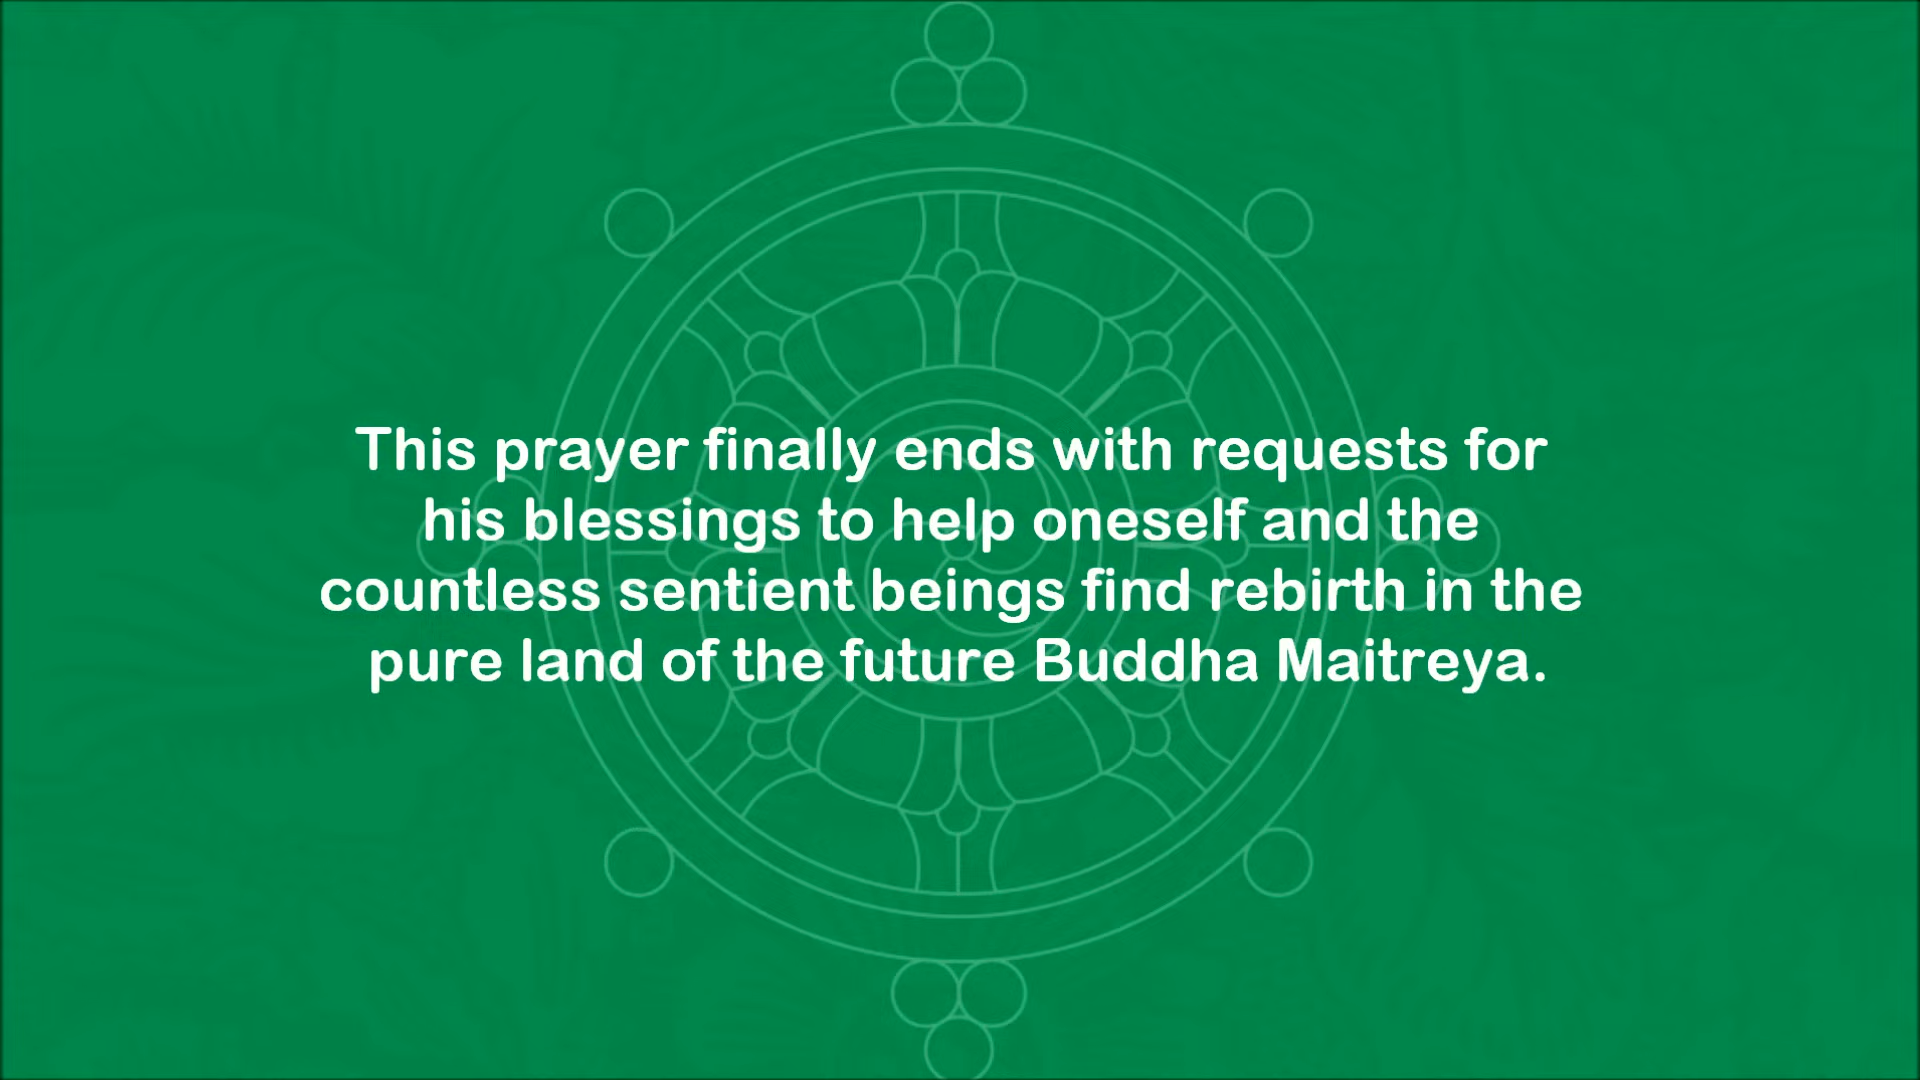 This prayer finally ends with requests for
his blessings to help oneself and the
countless sentient beings find rebirth in the
pure land of the future Buddha Maitreya.